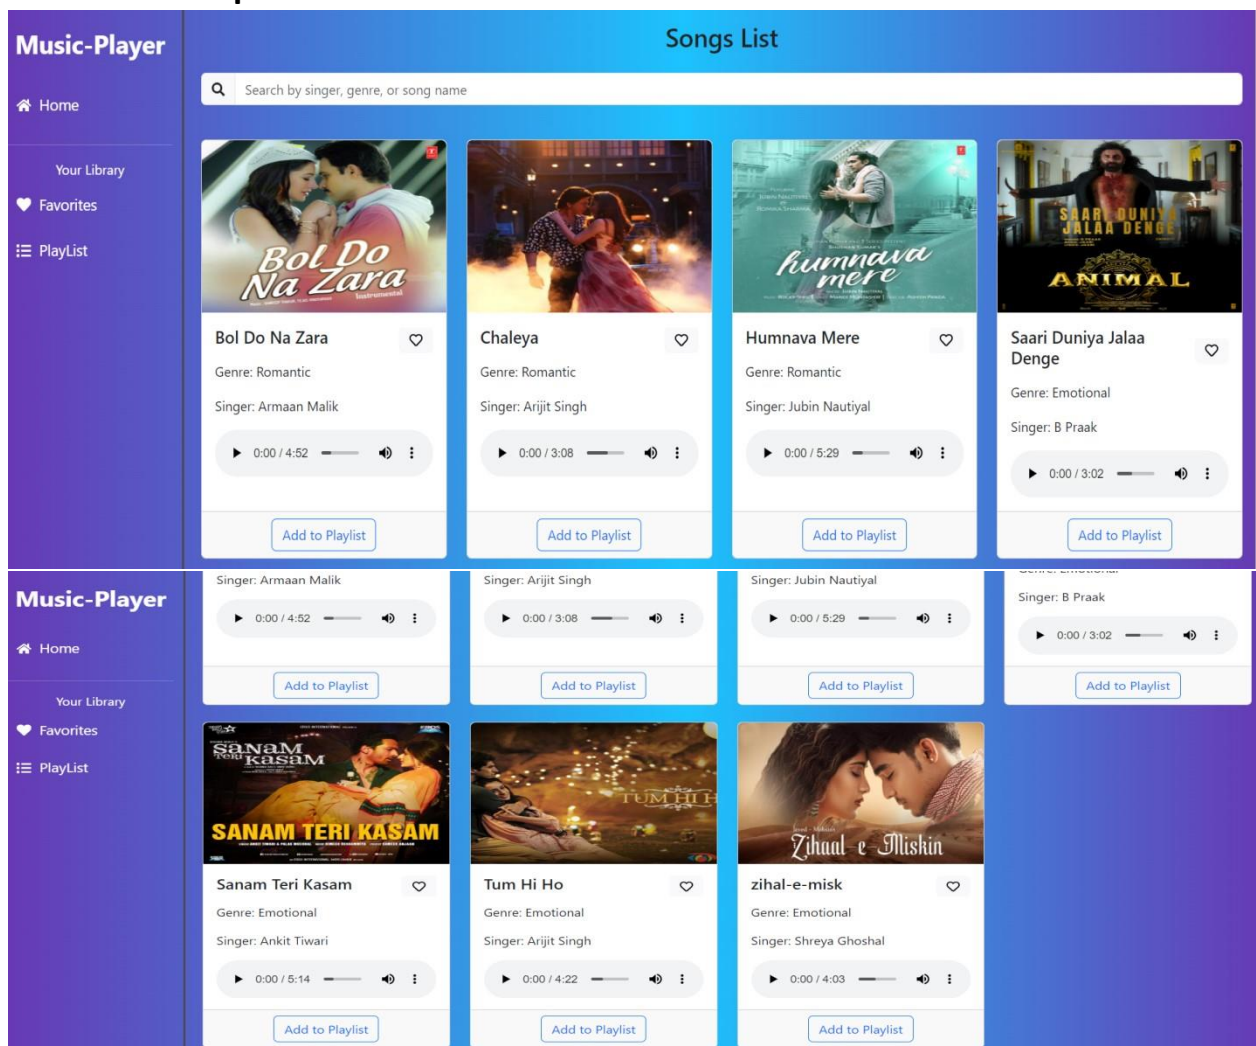 Music-Player
Home
Your Library
Favorites
PlayList
Songs List
Search by singer, genre, or song name
Bol Do
Na Zara
Instrumental
humnava
mere
SAARI DUNIYA
JALAA DENGE
ANIMAL
Bol Do Na Zara
Genre: Romantic
Singer: Armaan Malik
0:00 / 4:52
Add to Playlist
Chaleya
Genre: Romantic
Singer: Arijit Singh
0:00 / 3:08
Add to Playlist
Humnava Mere
Genre: Romantic
Singer: Jubin Nautiyal
0:00 / 5:29
Add to Playlist
Saari Duniya Jalaa
Denge
Genre: Emotional
Singer: B Praak
0:00 / 3:02
Add to Playlist
Music-Player
Home
Your Library
Favorites
PlayList
Singer: Armaan Malik
0:00 / 4:52
Add to Playlist
Singer: Arijit Singh
0:00 / 3:08
Add to Playlist
Singer: Jubin Nautiyal
0:00 / 5:29
Add to Playlist
Genre: Emotional
Singer: B Praak
0:00 / 3:02
Add to Playlist
SANAM
TERI KASAM
SANAM TERI KASAM
Sanam Teri Kasam
Genre: Emotional
Singer: Ankit Tiwari
0:00 / 5:14
Add to Playlist
TUM HI H
Tum Hi Ho
Genre: Emotional
Singer: Arijit Singh
0:00 / 4:22
Add to Playlist
Zihaal e Miskin
zihal-e-misk
Genre: Emotional
Singer: Shreya Ghoshal
0:00 / 4:03
Add to Playlist